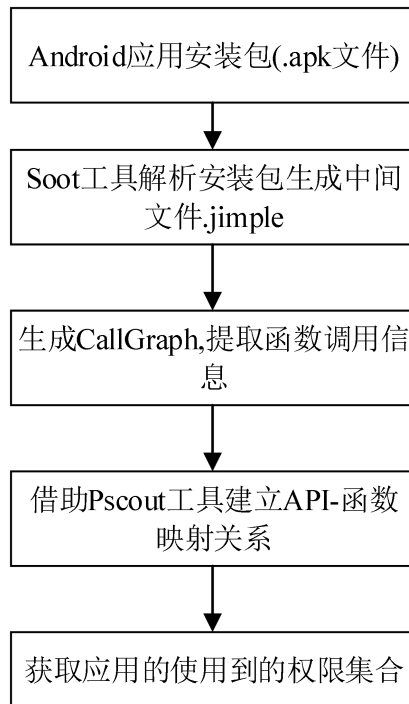 Android应用安装包(.apk文件)
Soot工具解析安装包生成中间
文件.jimple
生成CallGraph,提取函数调用信
息
借助Pscout工具建立API-函数
映射关系
获取应用的使用到的权限集合